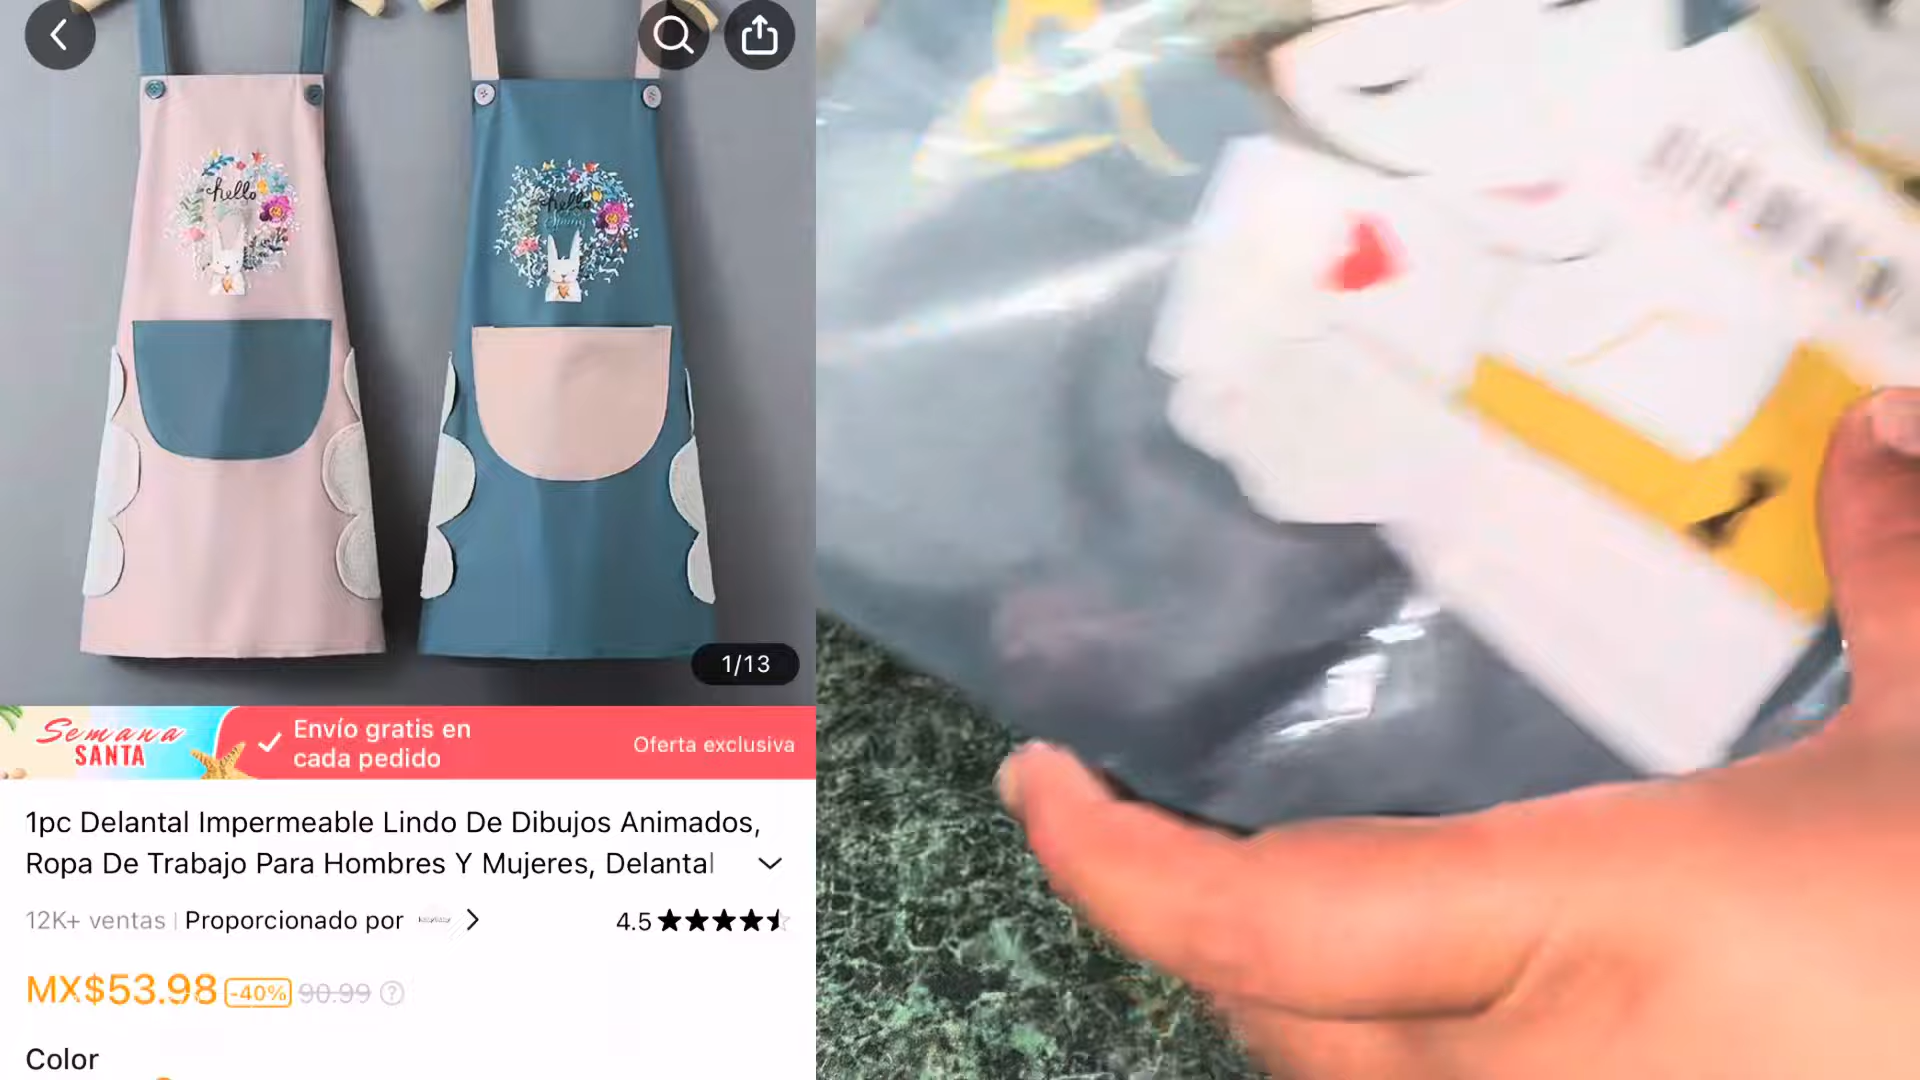 hello
hello
1/13
Semana
SANTA
Envío gratis en
cada pedido
Oferta exclusiva
1pc Delantal Impermeable Lindo De Dibujos Animados,
Ropa De Trabajo Para Hombres Y Mujeres, Delantal
12K+ ventas | Proporcionado por
4.5
MX$53.98 -40% 90.99 ?
Color